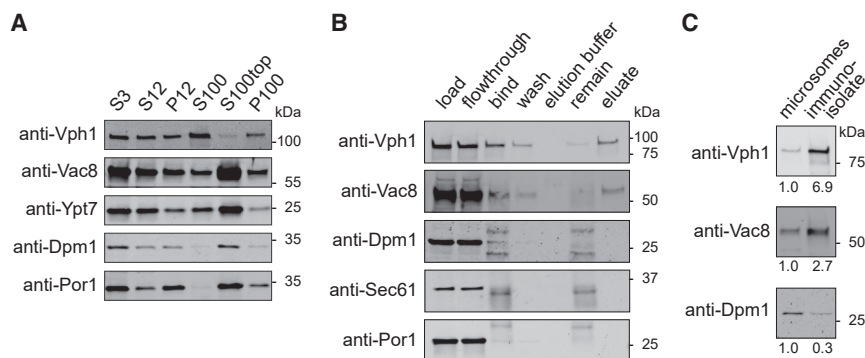 A
S3 S12 P12 S100 S100top P100
kDa
anti-Vph1 100
anti-Vac8 55
anti-Ypt7 25
anti-Dpm1 35
anti-Por1 35
B
load flowthrough bind wash elution buffer remain eluate
kDa
anti-Vph1 100
75
anti-Vac8 50
anti-Dpm1 25
anti-Sec61 37
anti-Por1 25
C
microsomes immuno-
isolate
kDa
anti-Vph1 75
1.0 6.9
anti-Vac8 50
1.0 2.7
anti-Dpm1 25
1.0 0.3